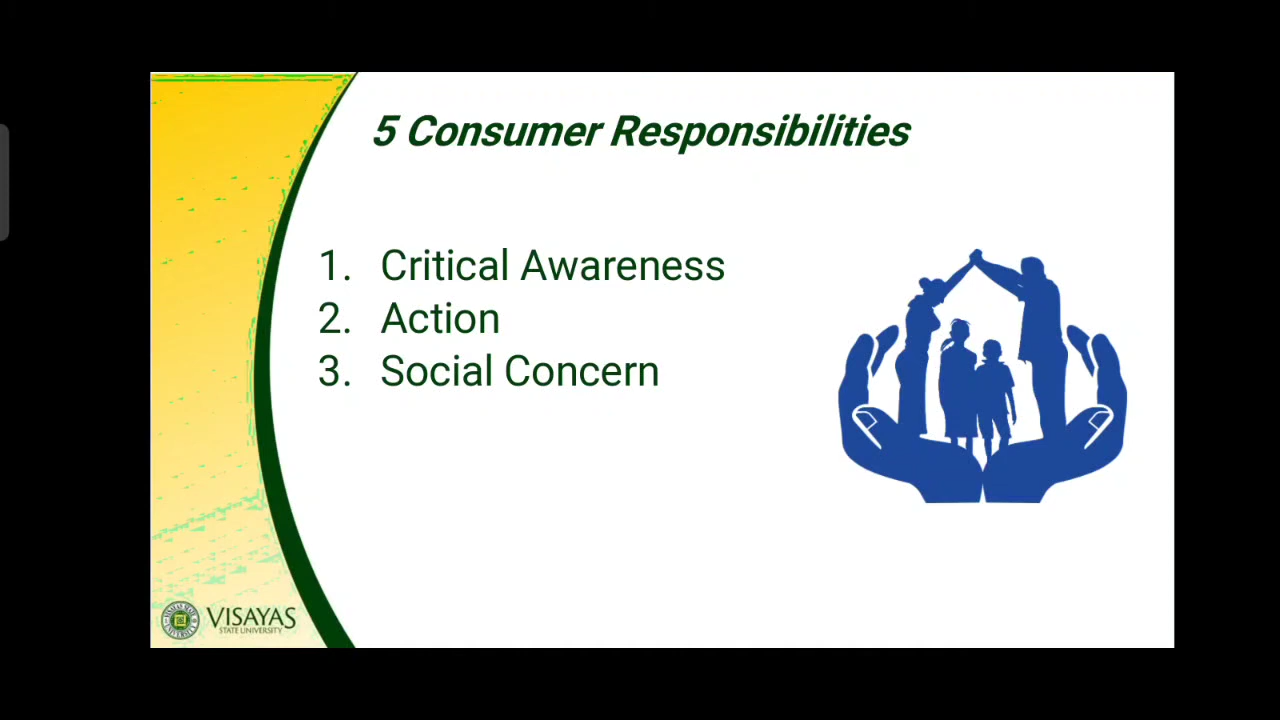 5 Consumer Responsibilities
1. Critical Awareness
2. Action
3. Social Concern
VISAYAS
STATE UNIVERSITY